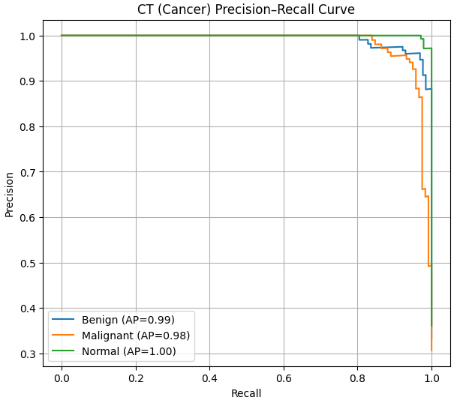 CT (Cancer) Precision–Recall Curve
1.0
0.9
0.8
0.7
0.6
0.5
0.4
0.3
Precision
Benign (AP=0.99)
Malignant (AP=0.98)
Normal (AP=1.00)
0.0 0.2 0.4 0.6 0.8 1.0
Recall